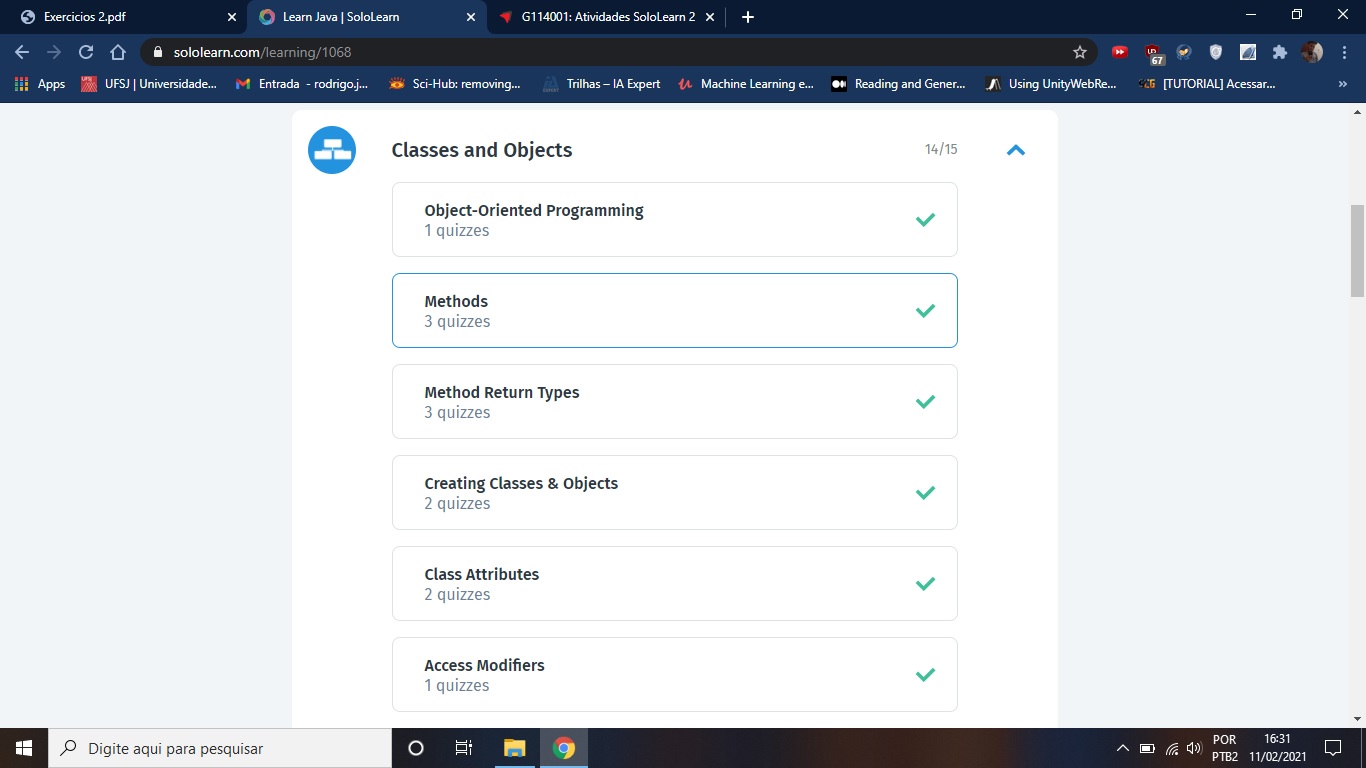 Exercicios 2.pdf
Learn Java | SoloLearn
G114001: Atividades SoloLearn 2
sololearn.com/learning/1068
67
Apps
UFSJ | Universidade...
Entrada - rodrigo.j...
Sci-Hub: removing...
Trilhas – IA Expert
Machine Learning e...
Reading and Gener...
Using UnityWebRe...
[TUTORIAL] Acessar...
Classes and Objects
14/15
Object-Oriented Programming
1 quizzes
Methods
3 quizzes
Method Return Types
3 quizzes
Creating Classes & Objects
2 quizzes
Class Attributes
2 quizzes
Access Modifiers
1 quizzes
Digite aqui para pesquisar
POR
PTB2
16:31
11/02/2021